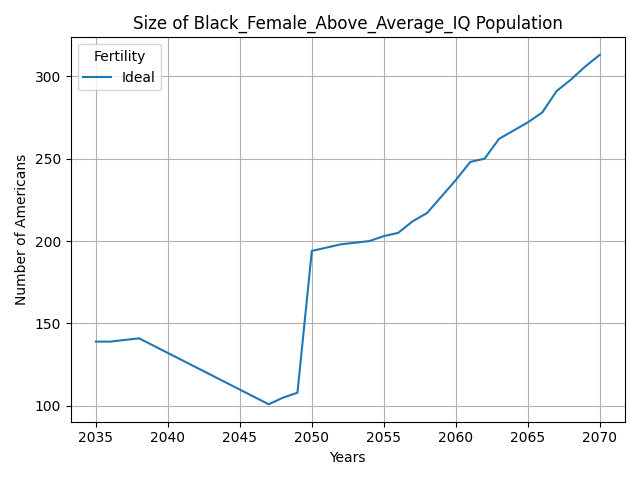 Size of Black_Female_Above_Average_IQ Population
Fertility
Ideal
Number of Americans
300
250
200
150
100
2035 2040 2045 2050 2055 2060 2065 2070
Years